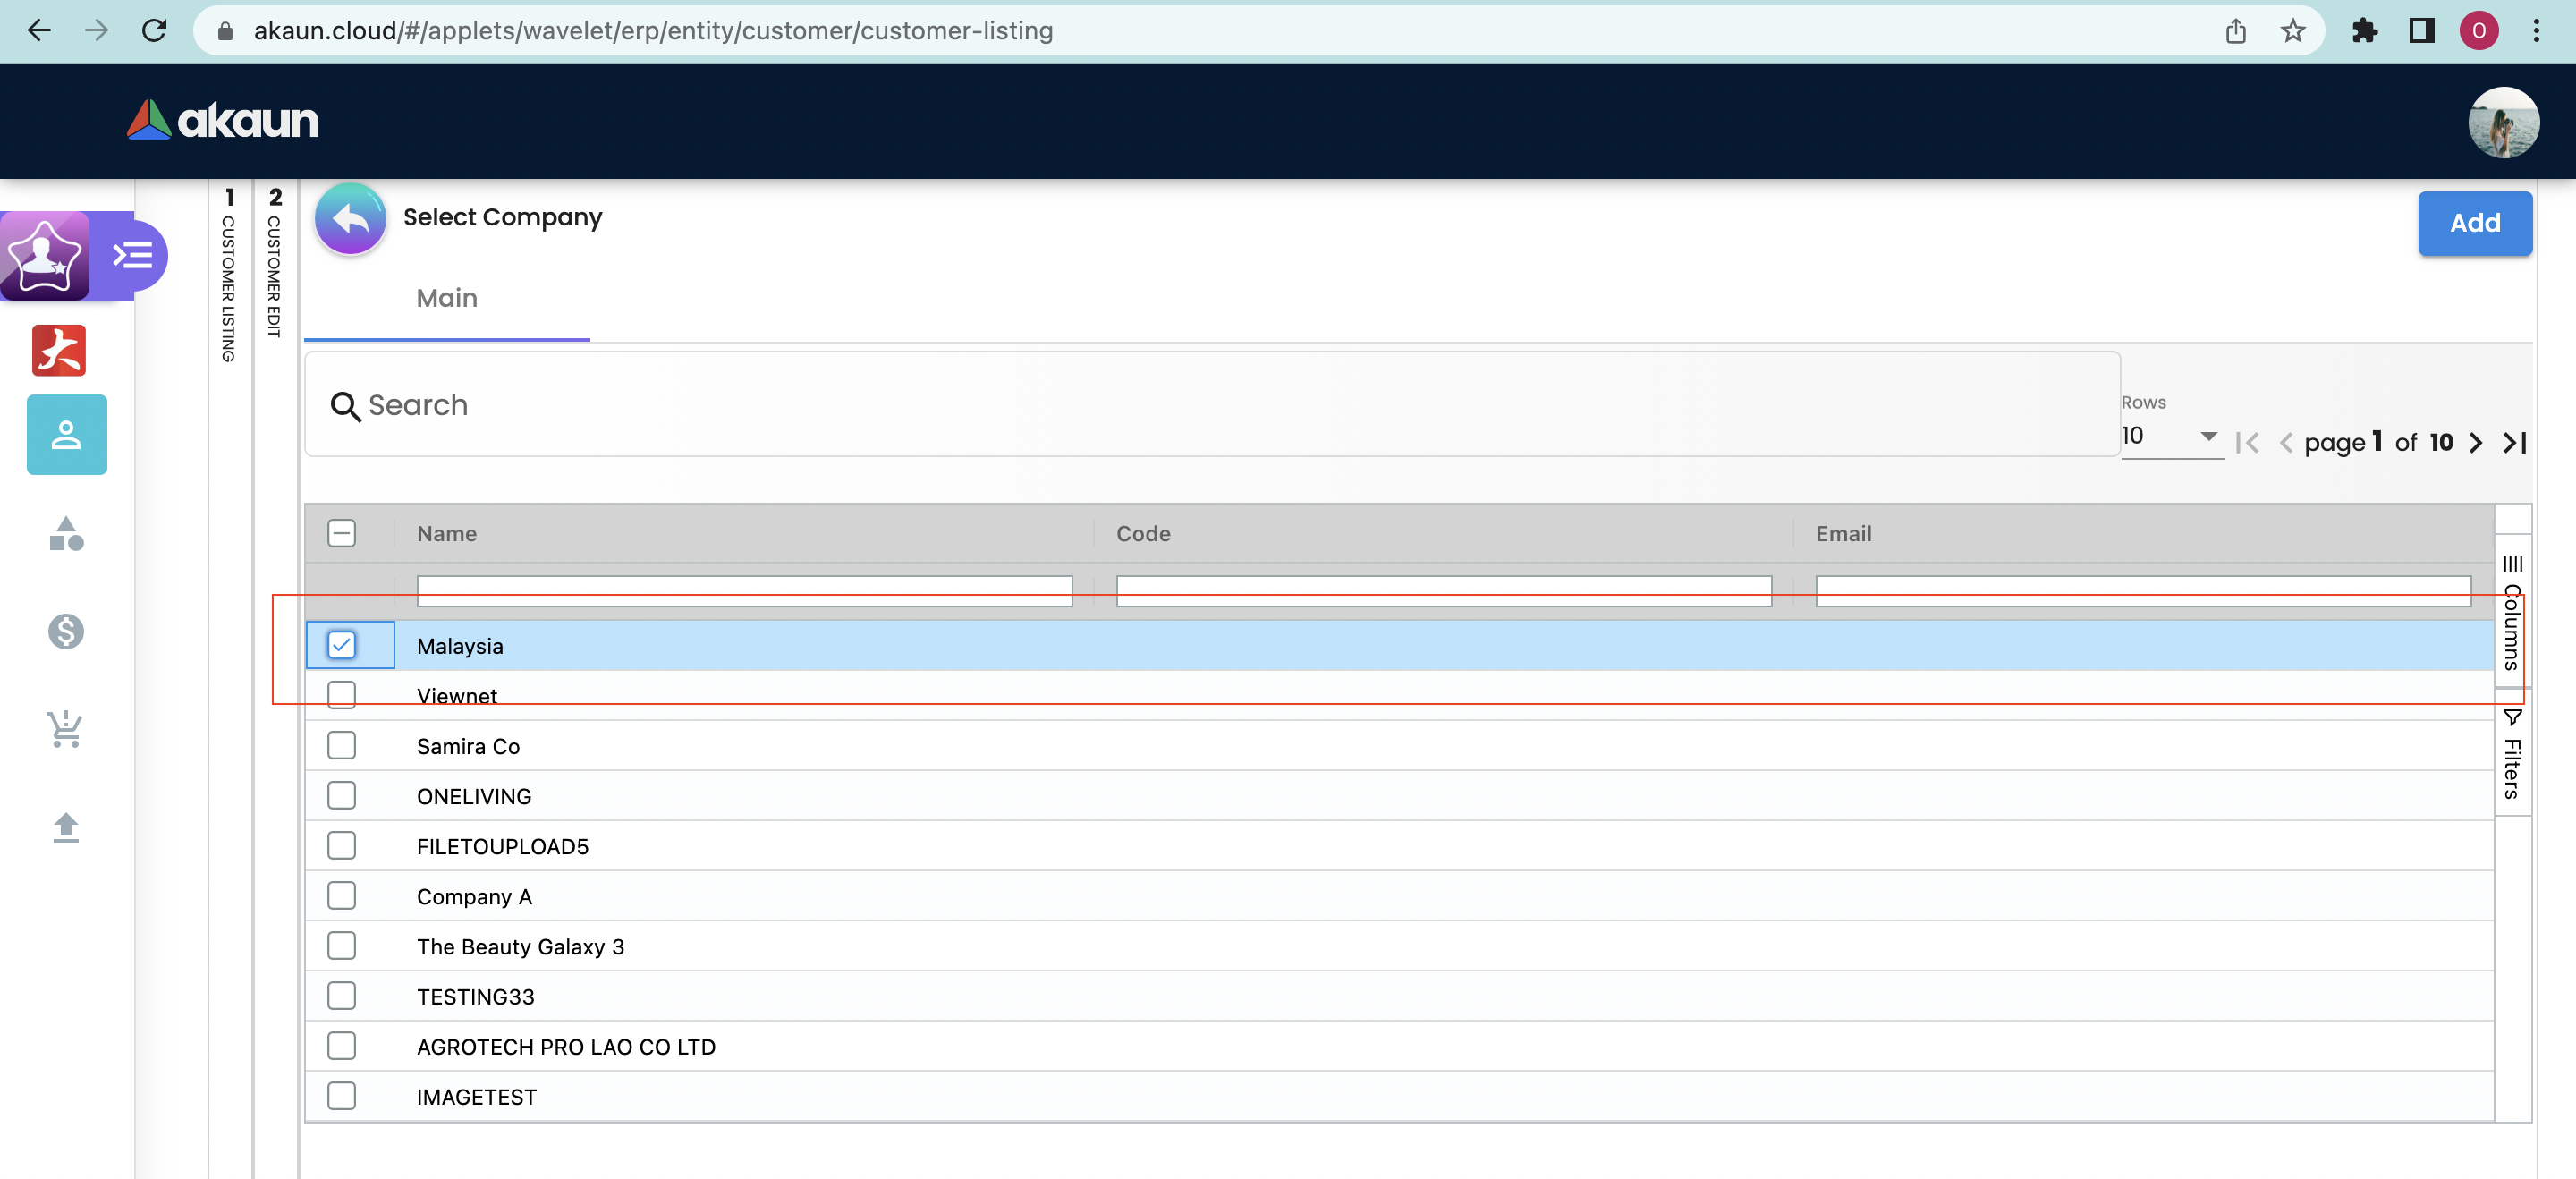 akaun.cloud/#/applets/wavelet/erp/entity/customer/customer-listing
O
akaun
1 CUSTOMER LISTING
2 CUSTOMER EDIT
Select Company
Add
Main
Search
Rows
10
page 1 of 10
Name Code Email
Columns
Filters
Malaysia
Viewnet
Samira Co
ONELIVING
FILETOUPLOAD5
Company A
The Beauty Galaxy 3
TESTING33
AGROTECH PRO LAO CO LTD
IMAGETEST